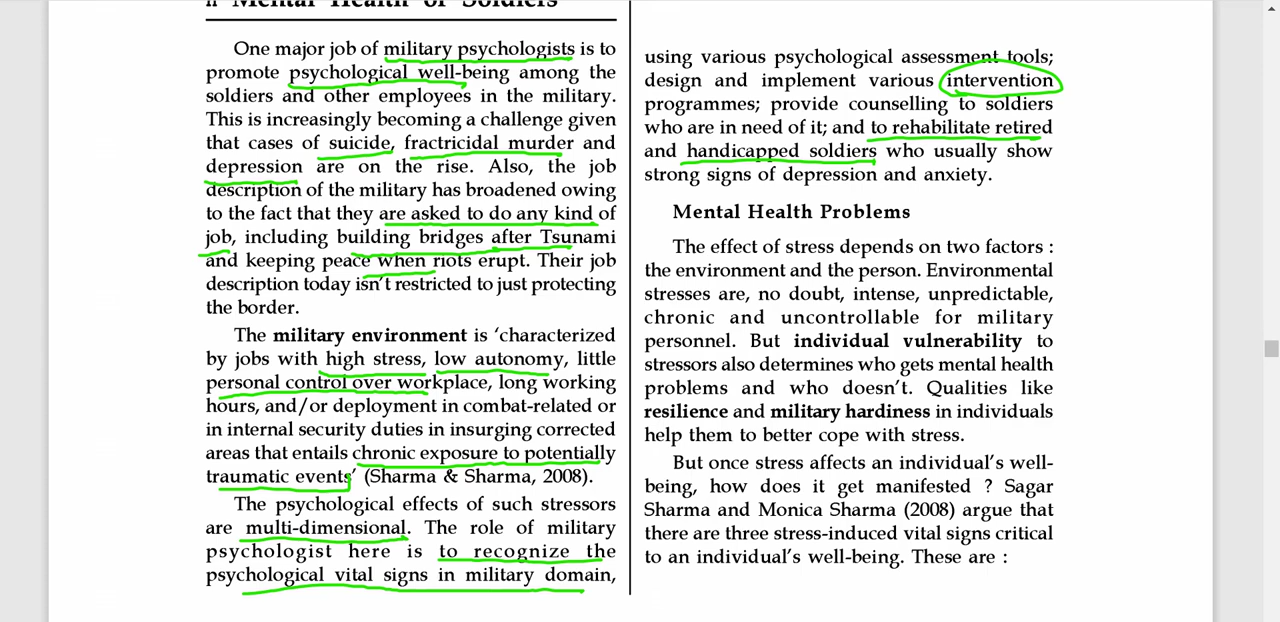 Mental Health of Soldiers
One major job of military psychologists is to
promote psychological well-being among the
soldiers and other employees in the military.
This is increasingly becoming a challenge given
that cases of suicide, fractricidal murder and
depression are on the rise. Also, the job
description of the military has broadened owing
to the fact that they are asked to do any kind of
job, including building bridges after Tsunami
and keeping peace when riots erupt. Their job
description today isn't restricted to just protecting
the border.
The military environment is ‘characterized
by jobs with high stress, low autonomy, little
personal control over workplace, long working
hours, and/or deployment in combat-related or
in internal security duties in insurging corrected
areas that entails chronic exposure to potentially
traumatic events’ (Sharma & Sharma, 2008).
The psychological effects of such stressors
are multi-dimensional. The role of military
psychologist here is to recognize the
psychological vital signs in military domain,
using various psychological assessment tools;
design and implement various intervention
programmes; provide counselling to soldiers
who are in need of it; and to rehabilitate retired
and handicapped soldiers who usually show
strong signs of depression and anxiety.
Mental Health Problems
The effect of stress depends on two factors :
the environment and the person. Environmental
stresses are, no doubt, intense, unpredictable,
chronic and uncontrollable for military
personnel. But individual vulnerability to
stressors also determines who gets mental health
problems and who doesn't. Qualities like
resilience and military hardiness in individuals
help them to better cope with stress.
But once stress affects an individual's well-
being, how does it get manifested ? Sagar
Sharma and Monica Sharma (2008) argue that
there are three stress-induced vital signs critical
to an individual's well-being. These are :